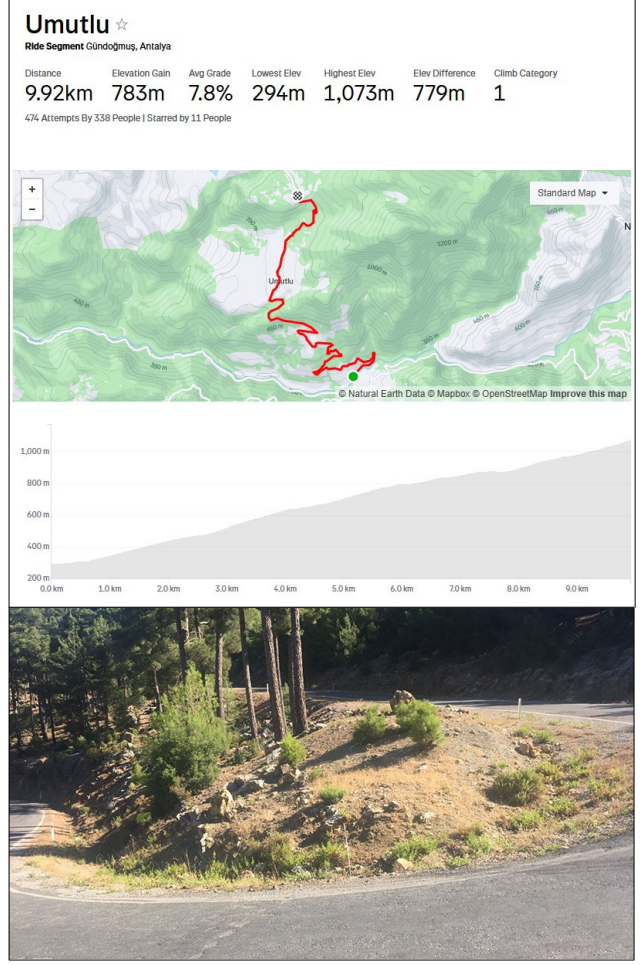 Umutlu ☆
Ride Segment Gündoğmuş, Antalya
Distance Elevation Gain Avg Grade Lowest Elev Highest Elev Elev Difference Climb Category
9.92km 783m 7.8% 294m 1,073m 779m 1
474 Attempts By 338 People | Starred by 11 People
+
Standard Map
−
N
1200 m
1000 m
Umutlu
600 m
© Natural Earth Data © Mapbox © OpenStreetMap Improve this map
1,000 m
800 m
600 m
400 m
200 m
0.0 km 1.0 km 2.0 km 3.0 km 4.0 km 5.0 km 6.0 km 7.0 km 8.0 km 9.0 km